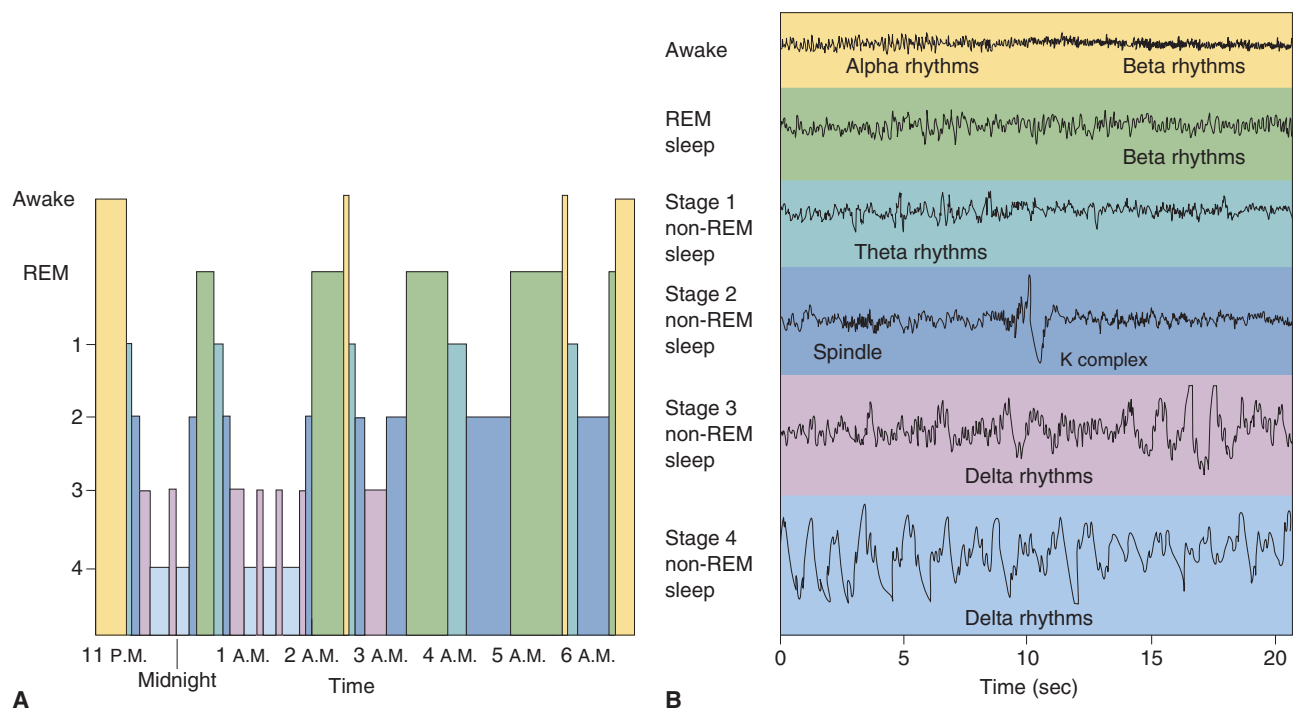 Awake
REM
1
2
3
4
11 P.M.
Midnight
1 A.M.
2 A.M.
3 A.M.
4 A.M.
5 A.M.
6 A.M.
Time
A
Awake
Alpha rhythms
Beta rhythms
REM
sleep
Beta rhythms
Stage 1
non-REM
sleep
Theta rhythms
Stage 2
non-REM
sleep
Spindle
K complex
Stage 3
non-REM
sleep
Delta rhythms
Stage 4
non-REM
sleep
Delta rhythms
0
5
10
15
20
Time (sec)
B